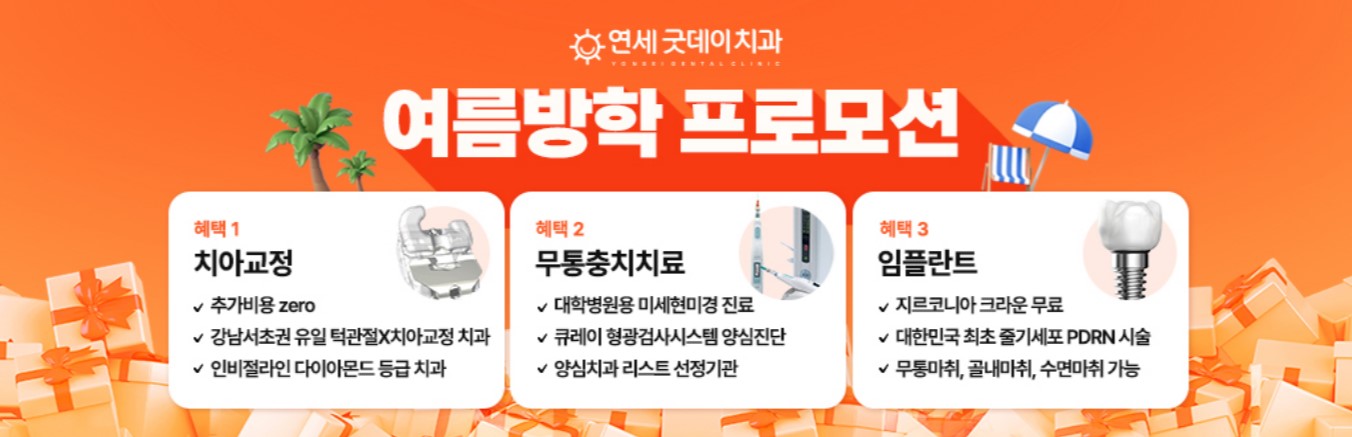 연세 굿데이치과
YONSEI DENTAL CLINIC
여름방학 프로모션
혜택 1
치아교정
추가비용 zero
강남서초권 유일 턱관절X치아교정 치과
인비절라인 다이아몬드 등급 치과
혜택 2
무통충치치료
대학병원용 미세현미경 진료
큐레이 형광검사시스템 양심진단
양심치과 리스트 선정기관
혜택 3
임플란트
지르코니아 크라운 무료
대한민국 최초 줄기세포 PDRN 시술
무통마취, 골내마취, 수면마취 가능